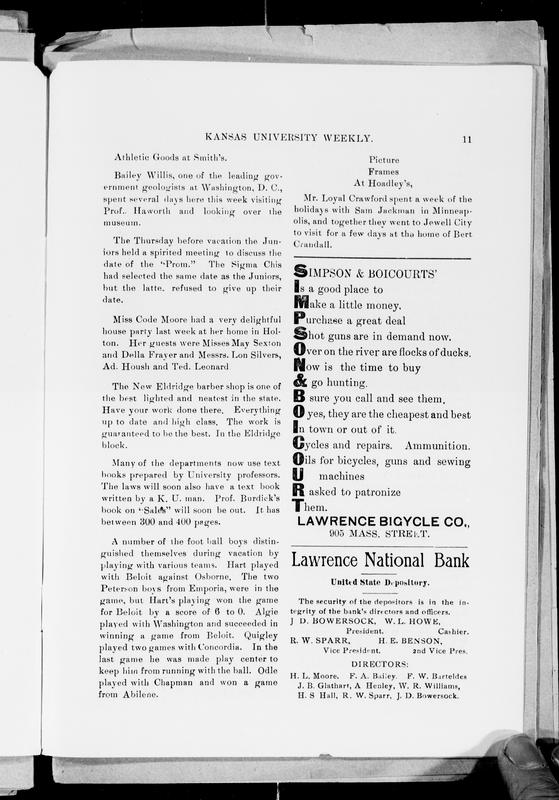 KANSAS UNIVERSITY WEEKLY. 11
Athletic Goods at Smith's.
Bailey Willis, one of the leading gov-
ernment geologists at Washington, D. C.,
spent several days here this week visiting
Prof. Haworth and looking over the
museum.
The Thursday before vacation the Jun-
iors held a spirited meeting to discuss the
date of the "Prom." The Sigma Chis
had selected the same date as the Juniors,
but the latte. refused to give up their
date.
Miss Code Moore had a very delightful
house party last week at her home in Hol-
ton. Her guests were Misses May Sexton
and Della Frayer and Messrs. Lon Silvers,
Ad. Housh and Ted. Leonard
The New Eldridge barber shop is one of
the best lighted and neatest in the state.
Have your work done there. Everything
up to date and high class. The work is
guaranteed to be the best. In the Eldridge
block.
Many of the departments now use text
books prepared by University professors.
The laws will soon also have a text book
written by a K. U. man. Prof. Burdick's
book on "Sales" will soon be out. It has
between 300 and 400 pages.
A number of the foot ball boys distin-
guished themselves during vacation by
playing with various teams. Hart played
with Beloit against Osborne. The two
Peterson boys from Emporia, were in the
game, but Hart's playing won the game
for Beloit by a score of 6 to 0. Algie
played with Washington and succeeded in
winning a game from Beloit. Quigley
played two games with Concordia. In the
last game he was made play center to
keep him from running with the ball. Odle
played with Chapman and won a game
from Abilene.
Picture
Frames
At Hoadley's,
Mr. Loyal Crawford spent a week of the
holidays with Sam Jackman in Minneap-
olis, and together they went to Jewell City
to visit for a few days at the home of Bert
Crandall.
SIMPSON & BOICOURTS'
Is a good place to
Make a little money,
Purchase a great deal
Shot guns are in demand now.
Over on the river are flocks of ducks.
Now is the time to buy
& go hunting.
B sure you call and see them,
O yes, they are the cheapest and best
In town or out of it.
Cycles and repairs. Ammunition.
Oils for bicycles, guns and sewing
U machines
R asked to patronize
Them.
LAWRENCE BICYCLE CO.,
905 MASS. STREET.
Lawrence National Bank
United State Depository.
The security of the depositors is in the in-
tegrity of the bank's directors and officers.
J D. BOWERSOCK, W. L. HOWE,
President. Cashier.
R. W. SPARR, H. E. BENSON,
Vice President. 2nd Vice Pres.
DIRECTORS:
H. L. Moore, F. A. Bailey. F. W. Barteldes
J. B. Glathart, A Henley, W. R. Williams,
H. S Hall, R. W. Sparr, J. D. Bowersock.